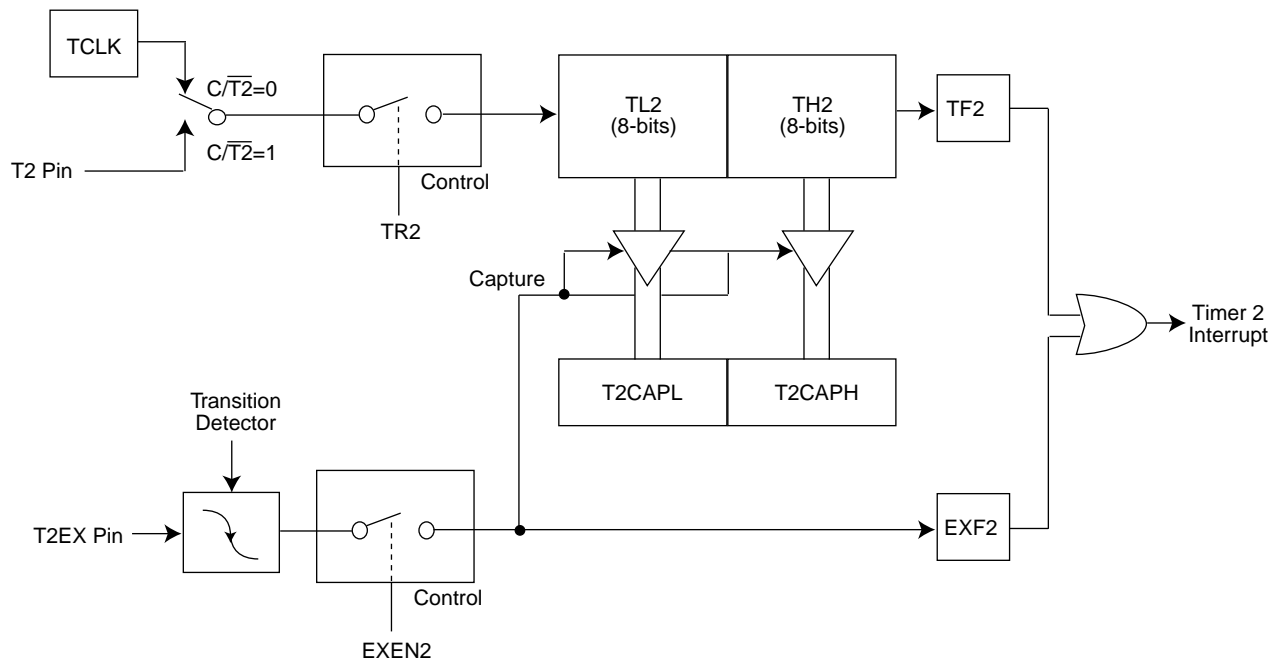 TCLK
C/T2=0
C/T2=1
T2 Pin
Control
TR2
TL2
(8-bits)
TH2
(8-bits)
TF2
Capture
Timer 2
Interrupt
T2CAPL
T2CAPH
Transition
Detector
T2EX Pin
Control
EXEN2
EXF2